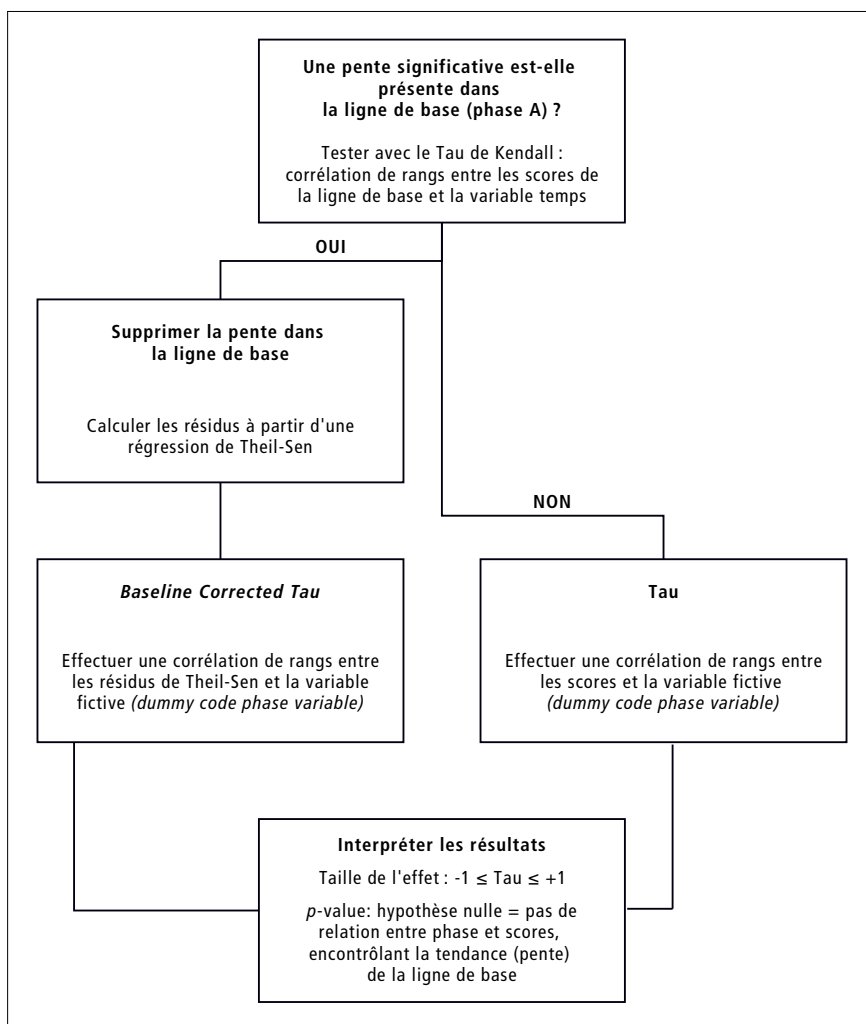 Une pente significative est-elle
présente dans
la ligne de base (phase A) ?
Tester avec le Tau de Kendall :
corrélation de rangs entre les scores de
la ligne de base et la variable temps
OUI
Supprimer la pente dans
la ligne de base
Calculer les résidus à partir d'une
régression de Theil-Sen
NON
Baseline Corrected Tau
Effectuer une corrélation de rangs entre
les résidus de Theil-Sen et la variable
fictive (dummy code phase variable)
Tau
Effectuer une corrélation de rangs entre
les scores et la variable fictive
(dummy code phase variable)
Interpréter les résultats
Taille de l'effet : -1 ≤ Tau ≤ +1
p-value: hypothèse nulle = pas de
relation entre phase et scores,
encontrôlant la tendance (pente)
de la ligne de base